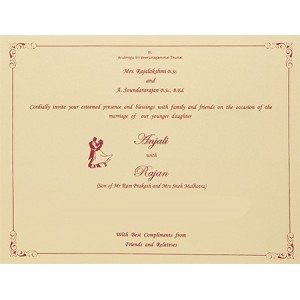 Mrs. Rajalakshmi B.Sc.
and
A. Soundararajan B.Sc., B.Ed.
Cordially invite your esteemed presence and blessings with family and friends on the occasion of the
marriage of our younger daughter
Anjali
with
Rajan
(Son of Mr Ram Prakash and Mrs Sneh Malhotra)
With Best Compliments from
Friends and Relatives